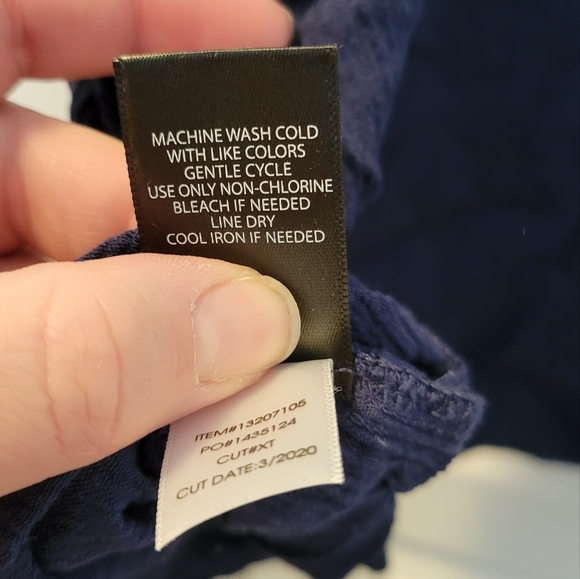 MACHINE WASH COLD
WITH LIKE COLORS
GENTLE CYCLE
USE ONLY NON-CHLORINE
BLEACH IF NEEDED
LINE DRY
COOL IRON IF NEEDED
ITEM#13207105
PO#1435124
CUT#XT
CUT DATE:3/2020